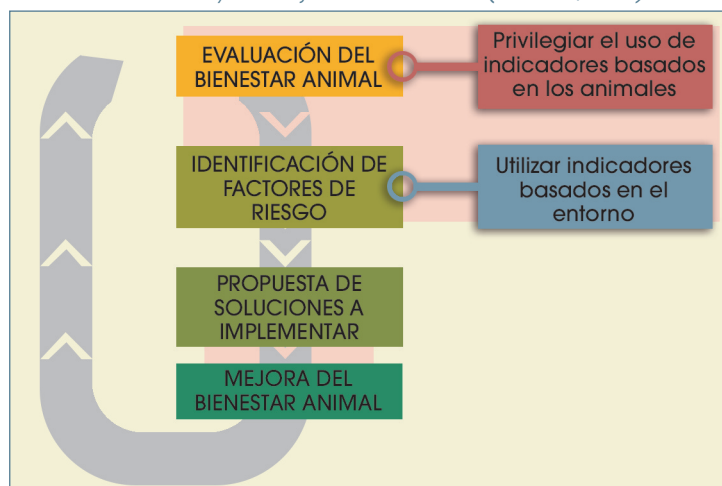 EVALUACIÓN DEL
BIENESTAR ANIMAL
Privilegiar el uso de
indicadores basados
en los animales
IDENTIFICACIÓN DE
FACTORES DE
RIESGO
Utilizar indicadores
basados en el
entorno
PROPUESTA DE
SOLUCIONES A
IMPLEMENTAR
MEJORA DEL
BIENESTAR ANIMAL